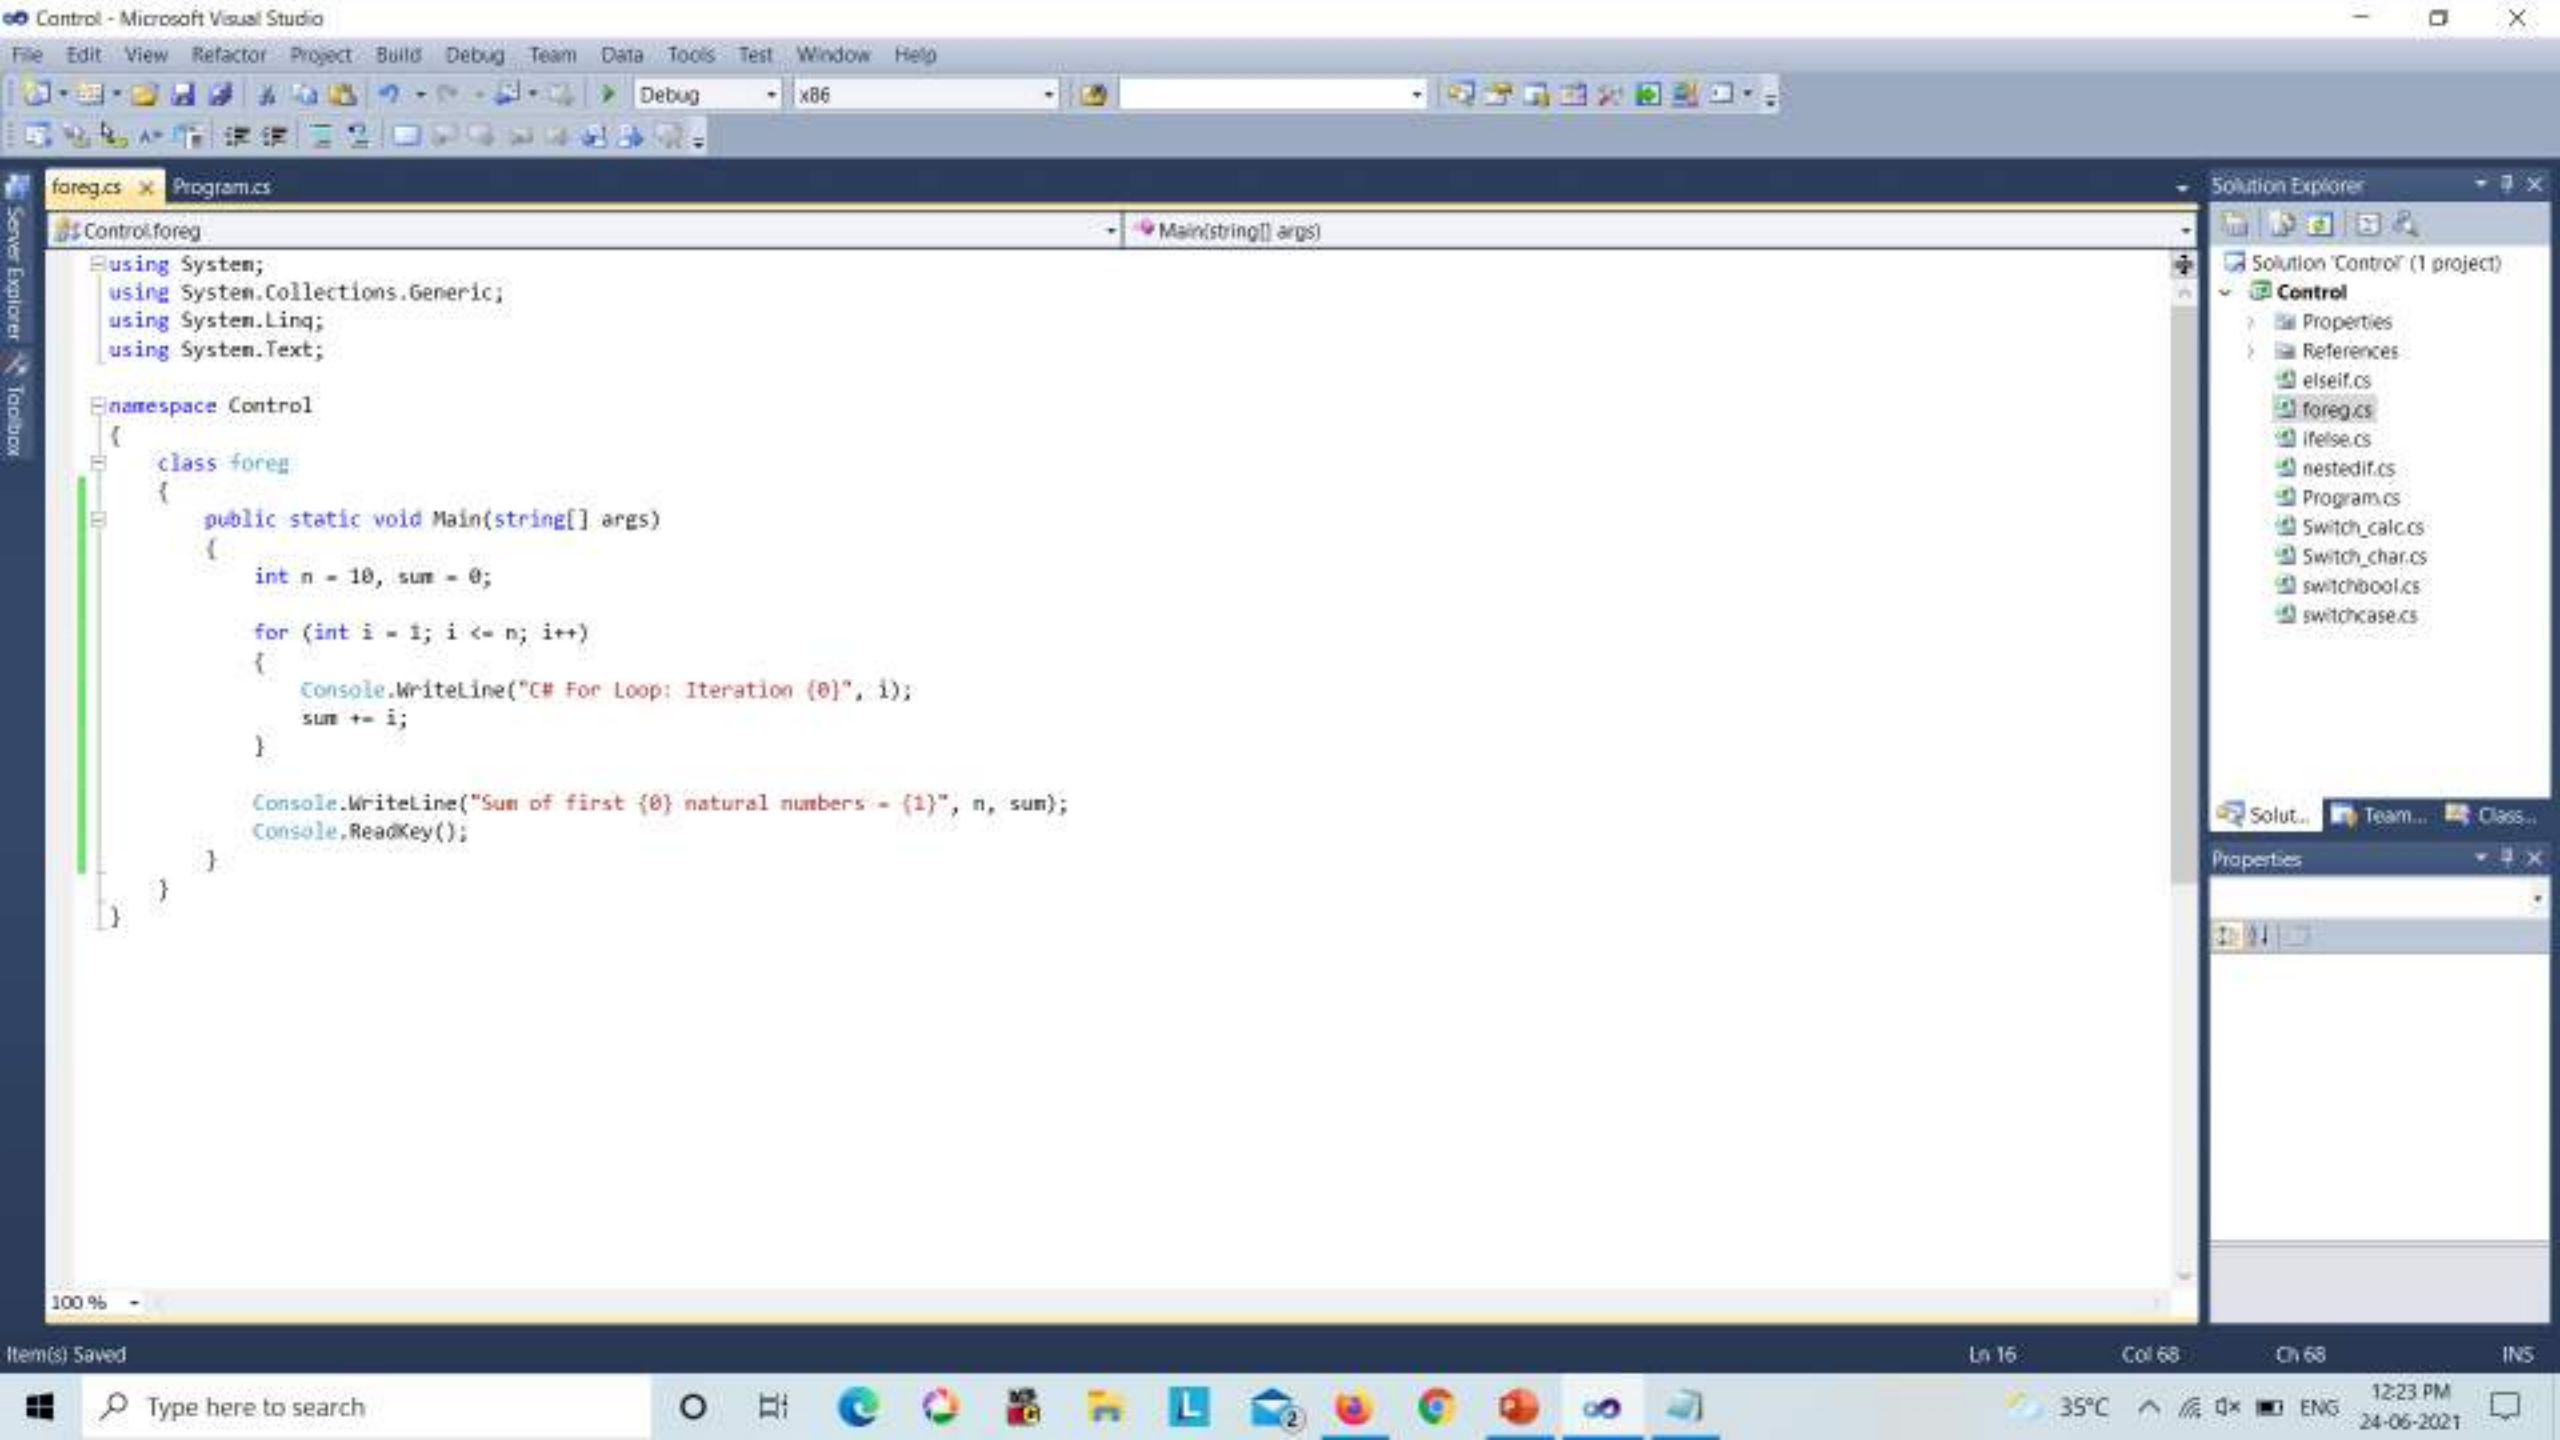 Control - Microsoft Visual Studio
File Edit View Refactor Project Build Debug Team Data Tools Test Window Help
Debug x86
foreg.cs Program.cs
Control.foreg
Main(string[] args)
using System;
using System.Collections.Generic;
using System.Linq;
using System.Text;
namespace Control
{
class foreg
{
public static void Main(string[] args)
{
int n = 10, sum = 0;
for (int i = 1; i <= n; i++)
{
Console.WriteLine("C# For Loop: Iteration {0}", i);
sum += i;
}
Console.WriteLine("Sum of first {0} natural numbers = {1}", n, sum);
Console.ReadKey();
}
}
}
100 %
Server Explorer
Toolbox
Solution Explorer
Solution 'Control' (1 project)
Control
Properties
References
elseif.cs
foreg.cs
ifelse.cs
nestedif.cs
Program.cs
Switch_calc.cs
Switch_char.cs
switchbool.cs
switchcase.cs
Solut... Team... Class...
Properties
Item(s) Saved
Ln 16 Col 68 Ch 68 INS
Type here to search
L
2
35°C
ENG
12:23 PM
24-06-2021